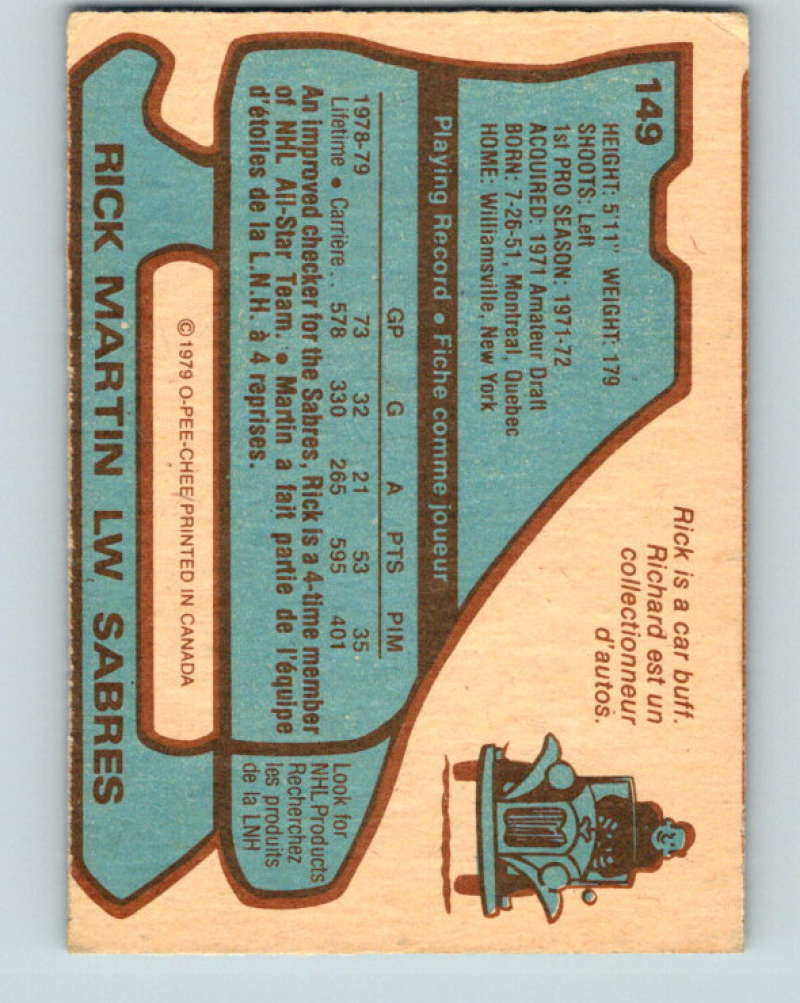 149
HEIGHT: 5'11" WEIGHT: 179
SHOOTS: Left
1st PRO SEASON: 1971-72
ACQUIRED: 1971 Amateur Draft
BORN: 7-26-51, Montreal, Quebec
HOME: Williamsville, New York
Rick is a car buff.
Richard est un
collectionneur
d'autos.
Playing Record • Fiche comme joueur
GP G A PTS PIM
1978-79 73 32 21 53 35
Lifetime • Carrière... 578 330 265 595 401
An improved checker for the Sabres, Rick is a 4-time member
of NHL All-Star Team. • Martin a fait partie de l'équipe
d'étoiles de la L.N.H. à 4 reprises.
Look for
NHL Products
Recherchez
les produits
de la LNH
©1979 O-PEE-CHEE/PRINTED IN CANADA
RICK MARTIN LW SABRES